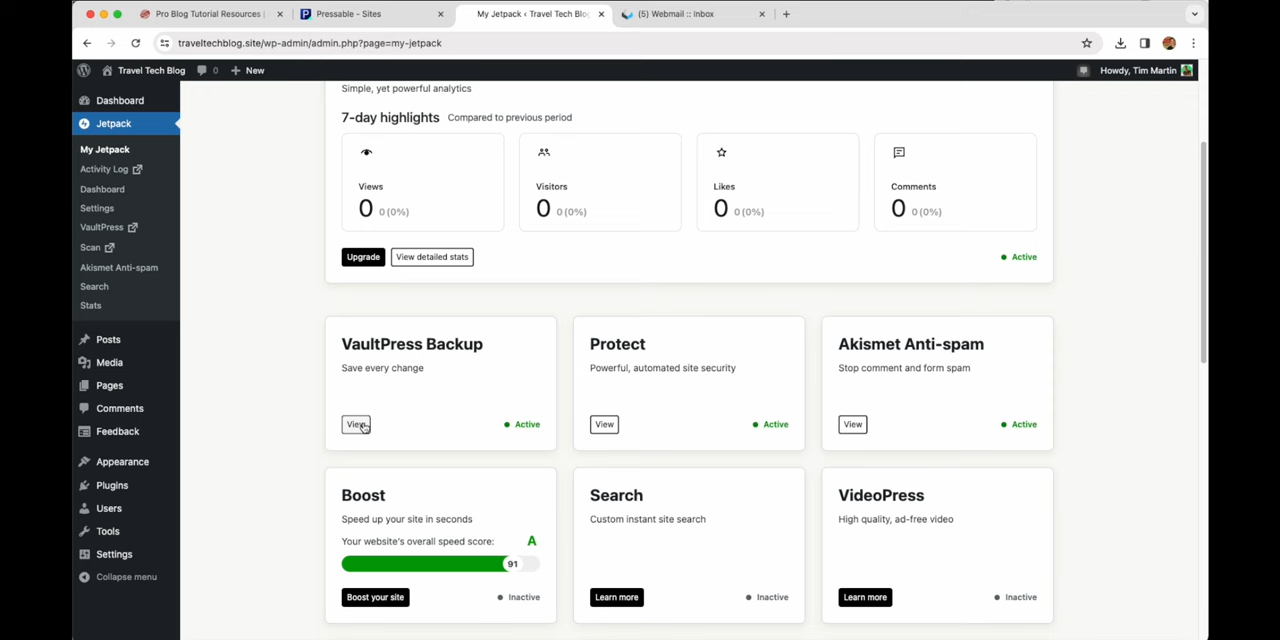 Pro Blog Tutorial Resources |
Pressable - Sites
My Jetpack ‹ Travel Tech Blog
(5) Webmail :: Inbox
traveltechblog.site/wp-admin/admin.php?page=my-jetpack
Travel Tech Blog
0
New
Howdy, Tim Martin
Dashboard
Jetpack
My Jetpack
Activity Log
Dashboard
Settings
VaultPress
Scan
Akismet Anti-spam
Search
Stats
Posts
Media
Pages
Comments
Feedback
Appearance
Plugins
Users
Tools
Settings
Collapse menu
Simple, yet powerful analytics
7-day highlights Compared to previous period
Views Visitors Likes Comments
0 0 (0%) 0 0 (0%) 0 0 (0%) 0 0 (0%)
Upgrade View detailed stats Active
VaultPress Backup
Save every change
View Active
Protect
Powerful, automated site security
View Active
Akismet Anti-spam
Stop comment and form spam
View Active
Boost
Speed up your site in seconds
Your website's overall speed score: A
91
Boost your site Inactive
Search
Custom instant site search
Learn more Inactive
VideoPress
High quality, ad-free video
Learn more Inactive